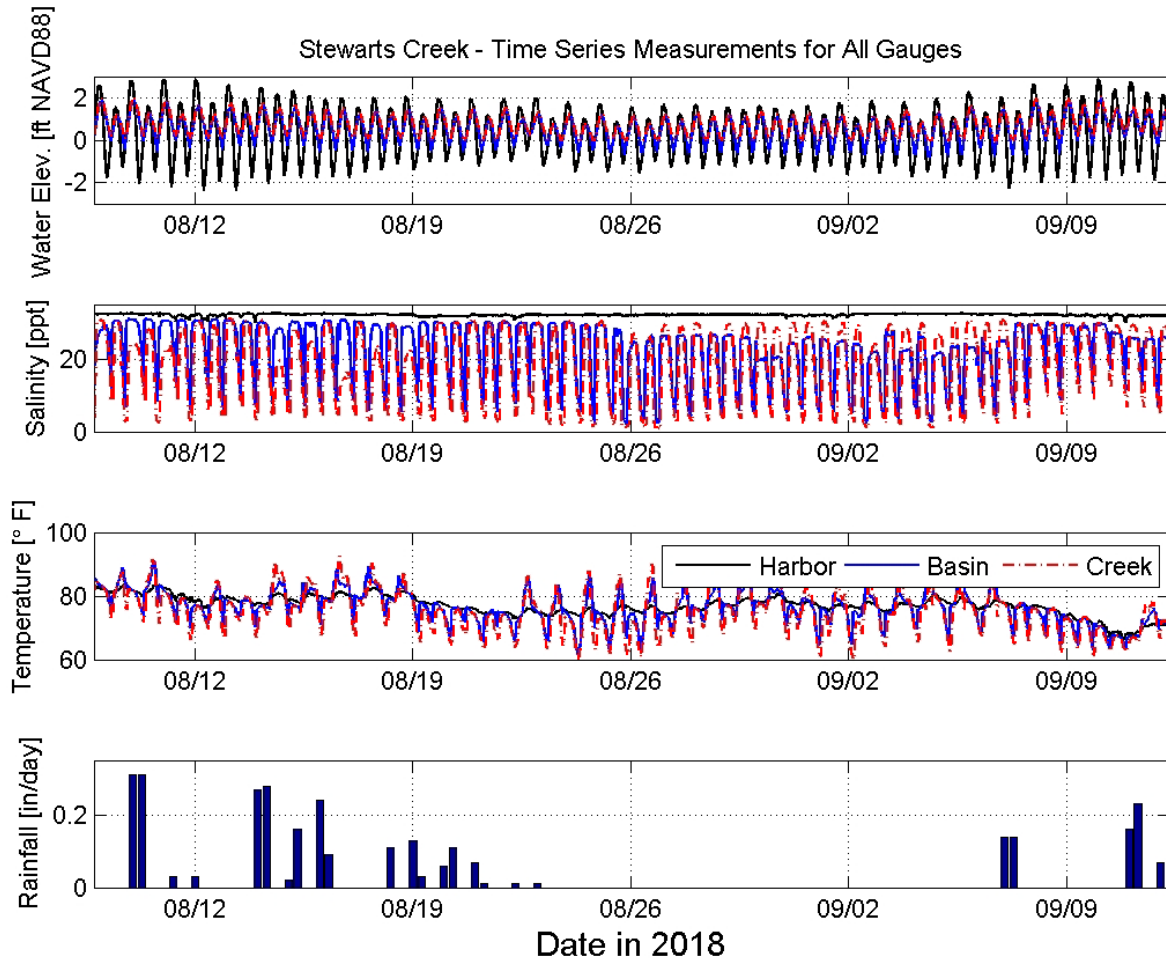 Stewarts Creek - Time Series Measurements for All Gauges
Water Elev. [ft NAVD88]
2
0
-2
08/12 08/19 08/26 09/02 09/09
Salinity [ppt]
20
0
08/12 08/19 08/26 09/02 09/09
Temperature [° F]
100
80
60
Harbor Basin Creek
08/12 08/19 08/26 09/02 09/09
Rainfall [in/day]
0.2
0
08/12 08/19 08/26 09/02 09/09
Date in 2018